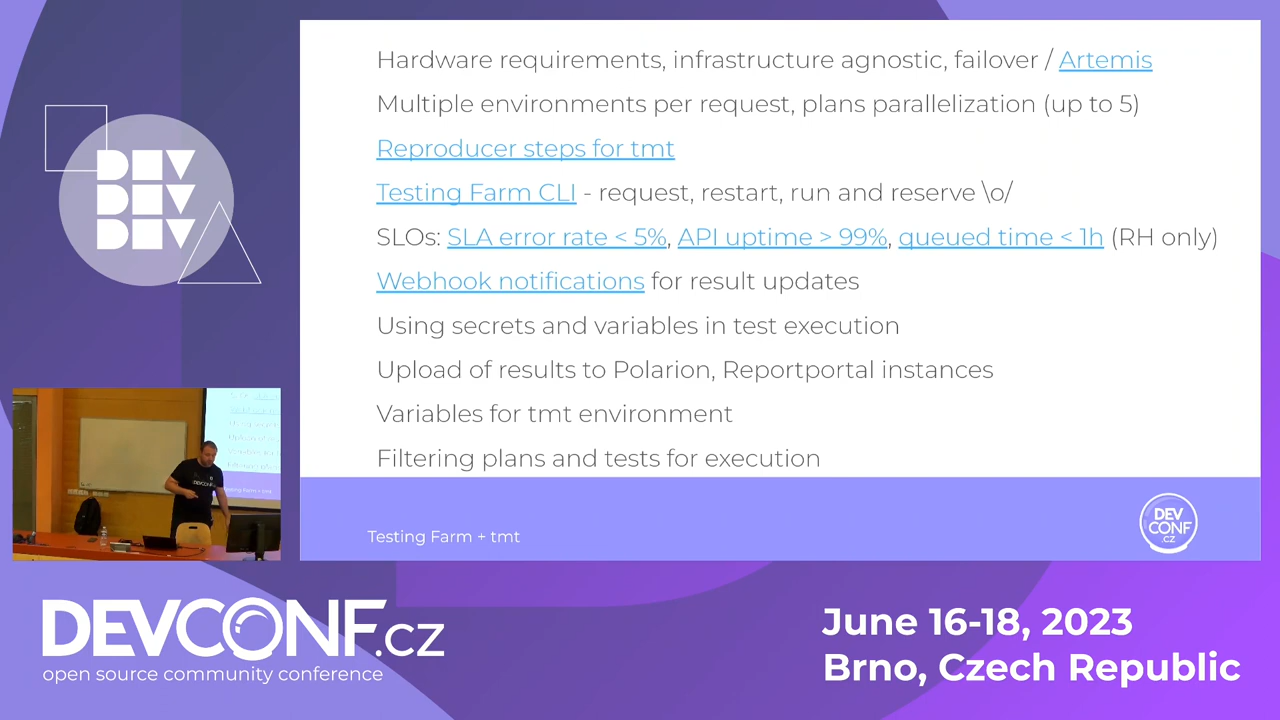 Hardware requirements, infrastructure agnostic, failover / Artemis
Multiple environments per request, plans parallelization (up to 5)
Reproducer steps for tmt
Testing Farm CLI - request, restart, run and reserve \o/
SLOs: SLA error rate < 5%, API uptime > 99%, queued time < 1h (RH only)
Webhook notifications for result updates
Using secrets and variables in test execution
Upload of results to Polarion, Reportportal instances
Variables for tmt environment
Filtering plans and tests for execution
Testing Farm + tmt
DEV
CONF
.CZ
DEV
DEV
DEV
DEVCONF.cz
open source community conference
June 16-18, 2023
Brno, Czech Republic